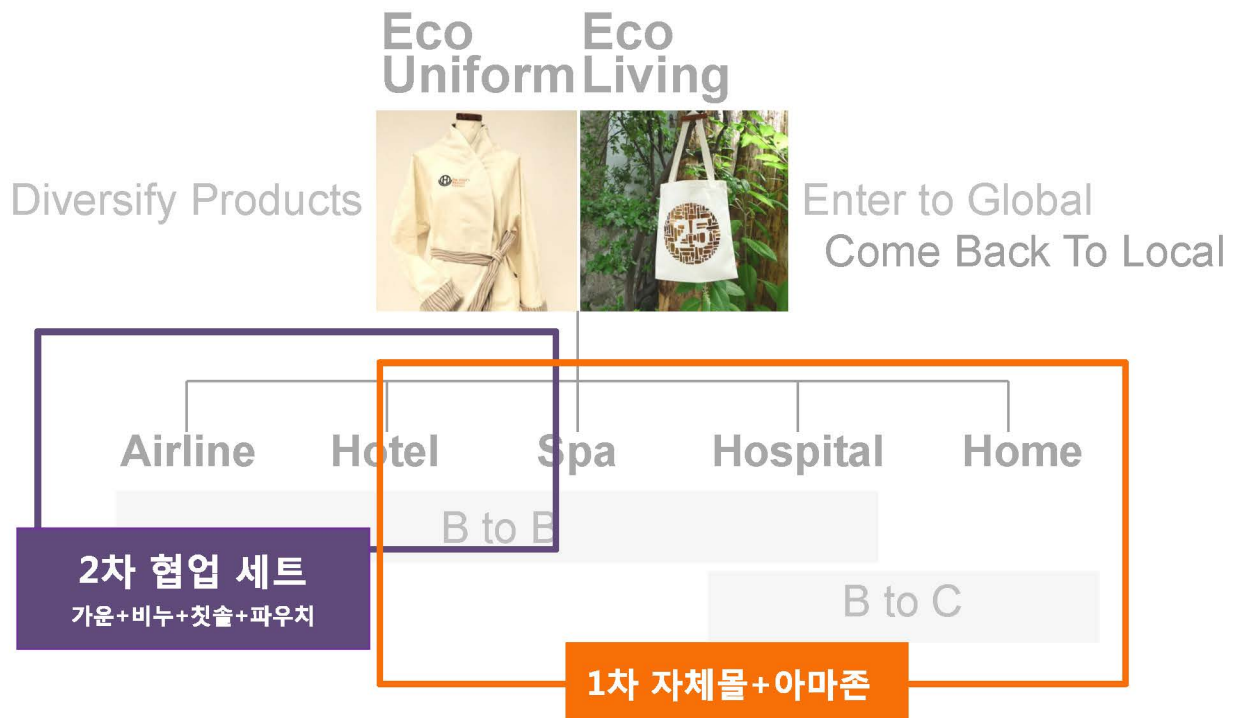 Eco Uniform
Eco Living
Diversify Products
25
Enter to Global
Come Back To Local
Airline
Hotel
Spa
Hospital
Home
B to B
B to C
2차 협업 세트
가운+비누+칫솔+파우치
1차 자체몰+아마존